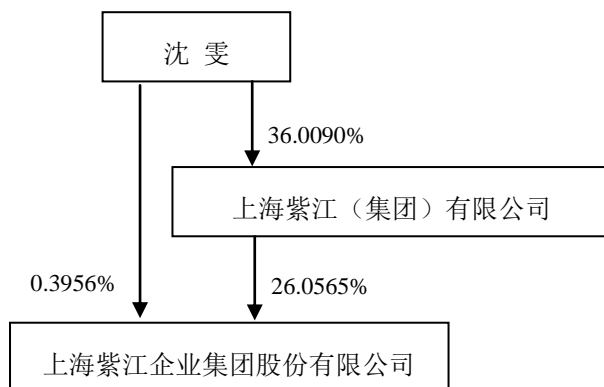 沈 雯
36.0090%
上海紫江（集团）有限公司
0.3956%
26.0565%
上海紫江企业集团股份有限公司